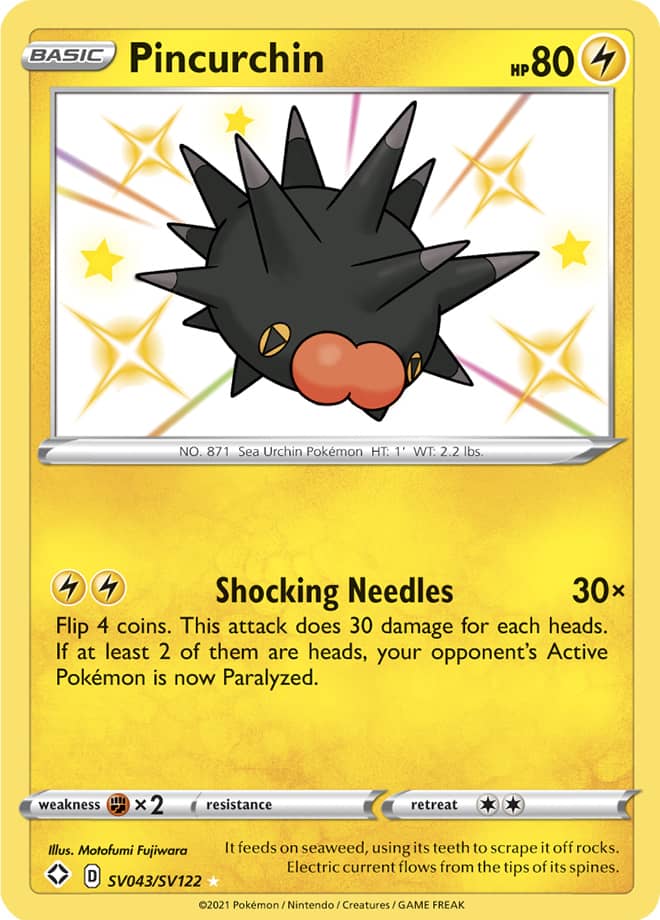 BASIC Pincurchin HP80
NO. 871 Sea Urchin Pokémon HT: 1' WT: 2.2 lbs.
Shocking Needles 30×
Flip 4 coins. This attack does 30 damage for each heads.
If at least 2 of them are heads, your opponent's Active
Pokémon is now Paralyzed.
weakness ×2 resistance retreat
Illus. Motofumi Fujiwara
It feeds on seaweed, using its teeth to scrape it off rocks.
Electric current flows from the tips of its spines.
D SV043/SV122
©2021 Pokémon / Nintendo / Creatures / GAME FREAK